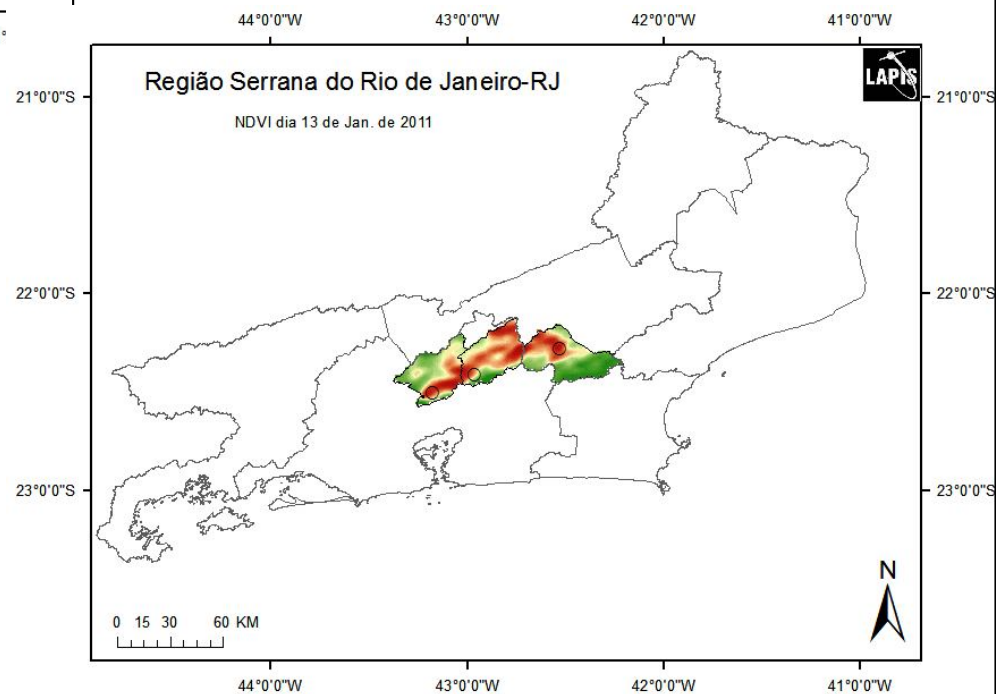 44°0'0"W 43°0'0"W 42°0'0"W 41°0'0"W
Região Serrana do Rio de Janeiro-RJ
LAPIS
21°0'0"S 21°0'0"S
NDVI dia 13 de Jan. de 2011
22°0'0"S 22°0'0"S
23°0'0"S 23°0'0"S
N
0 15 30 60 KM
44°0'0"W 43°0'0"W 42°0'0"W 41°0'0"W